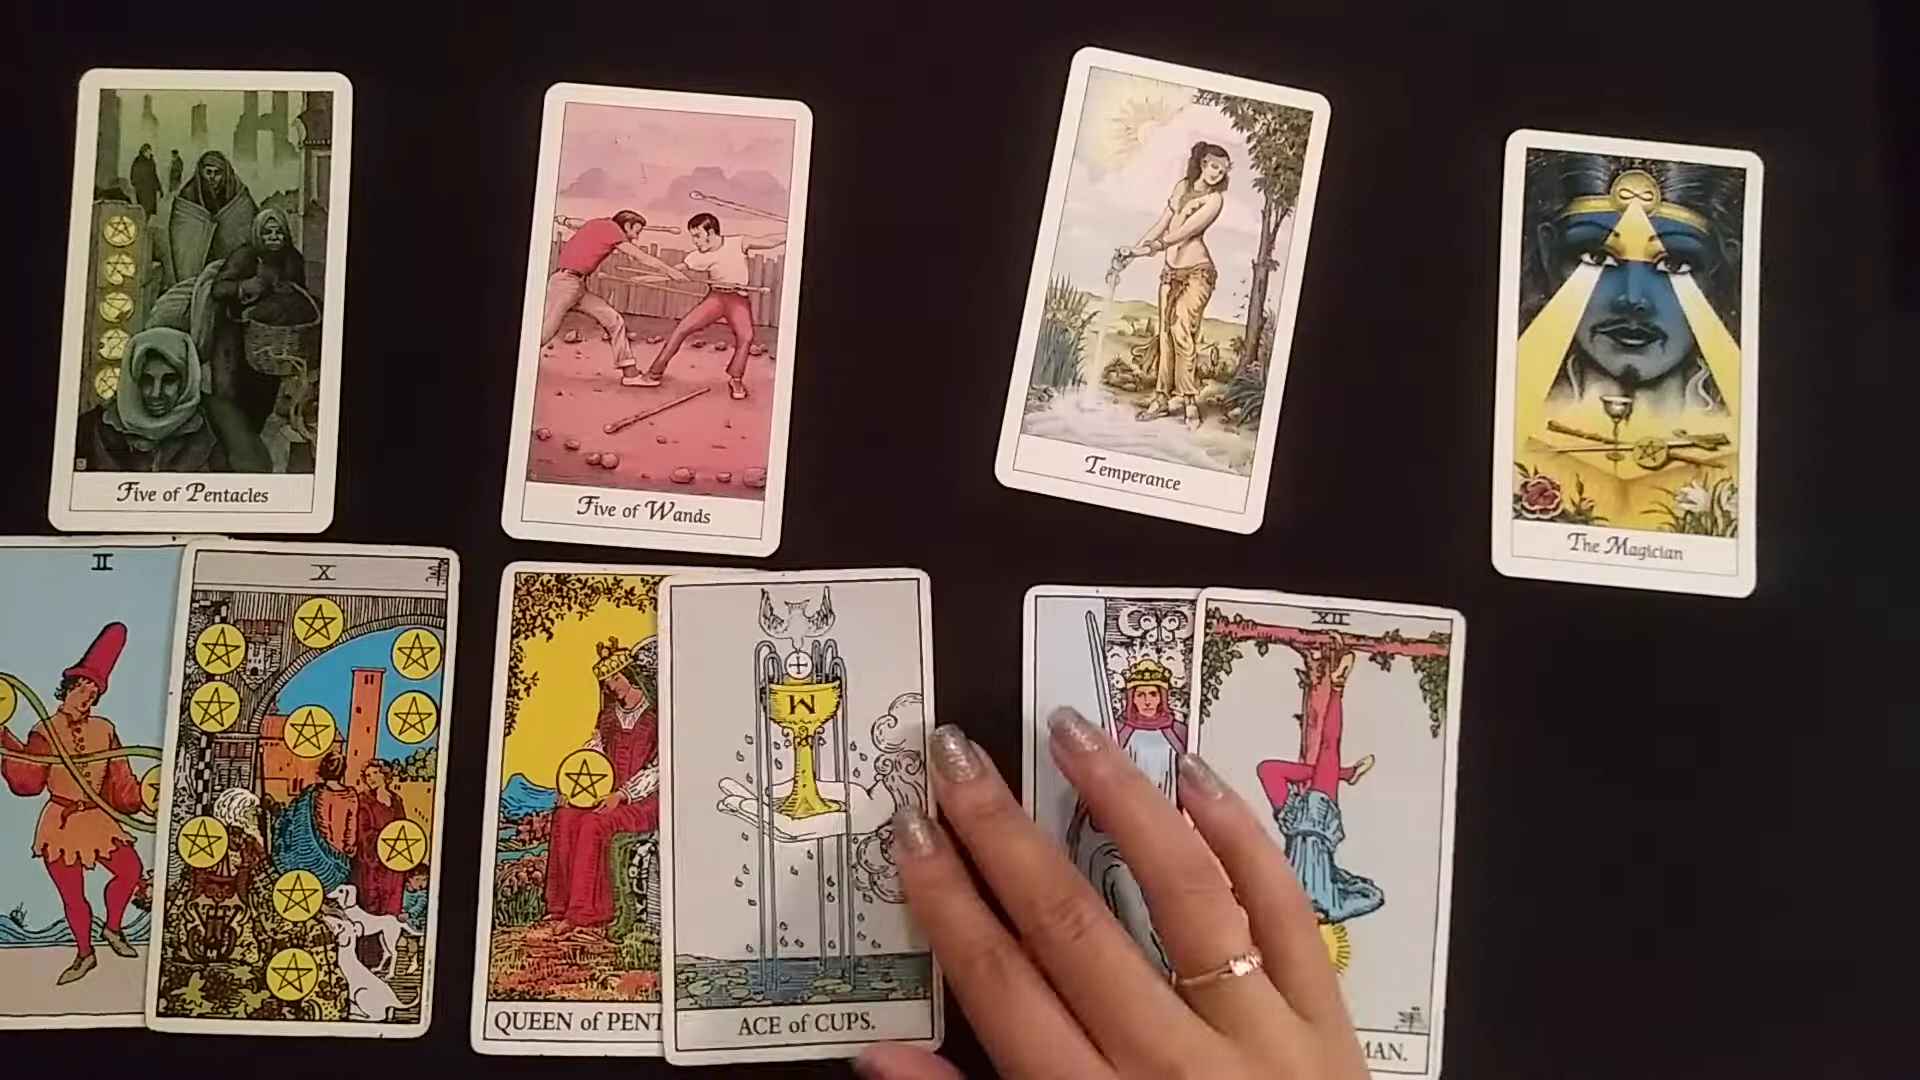 Five of Pentacles
Five of Wands
Temperance
The Magician
II
X
XII
QUEEN of PENT
ACE of CUPS.
MAN.